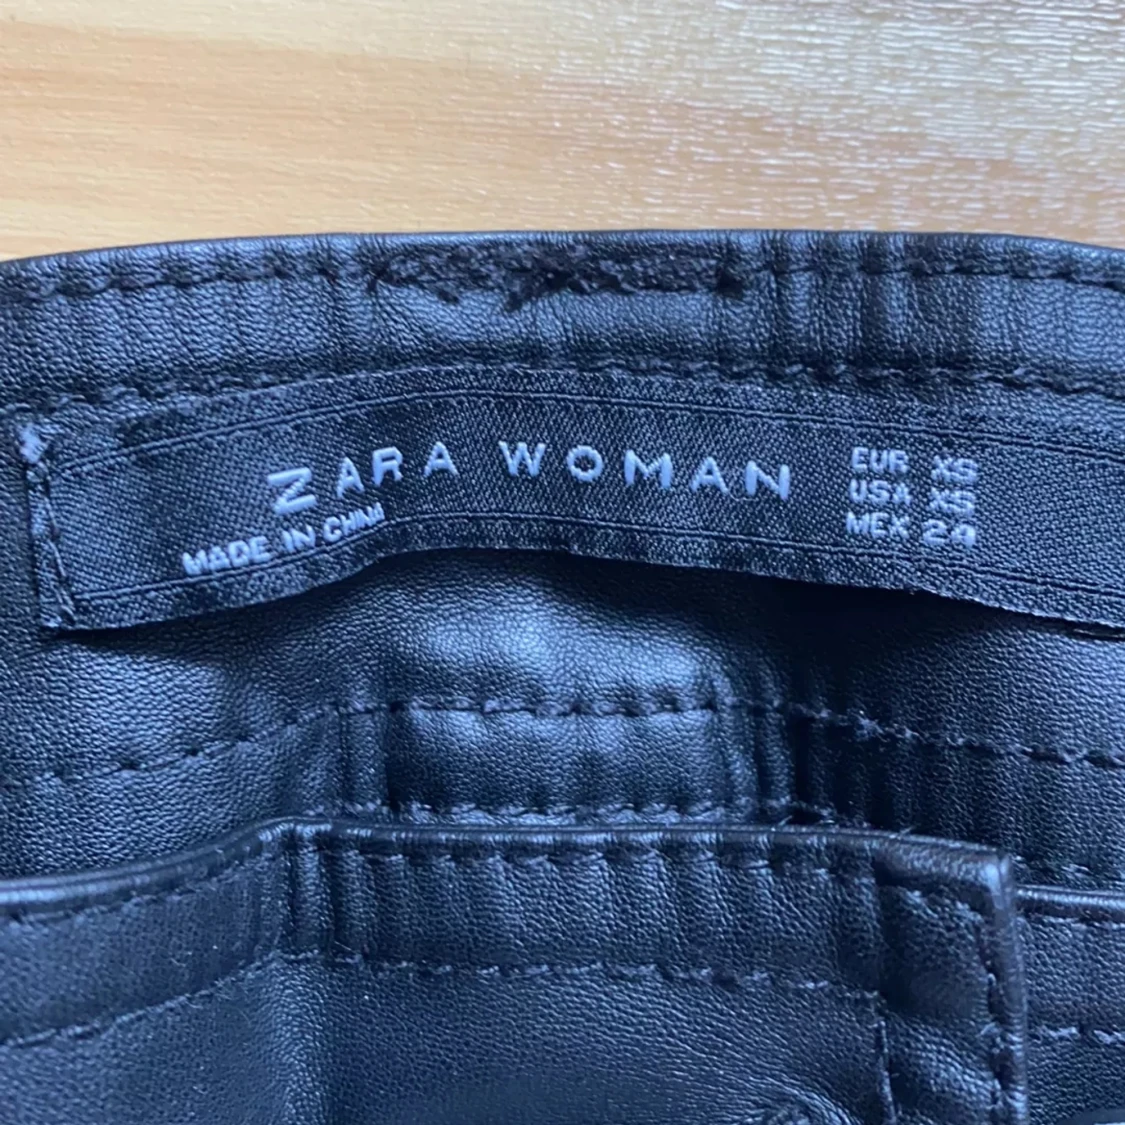 ZARA WOMAN
MADE IN CHINA
EUR XS
USA XS
MEX 24